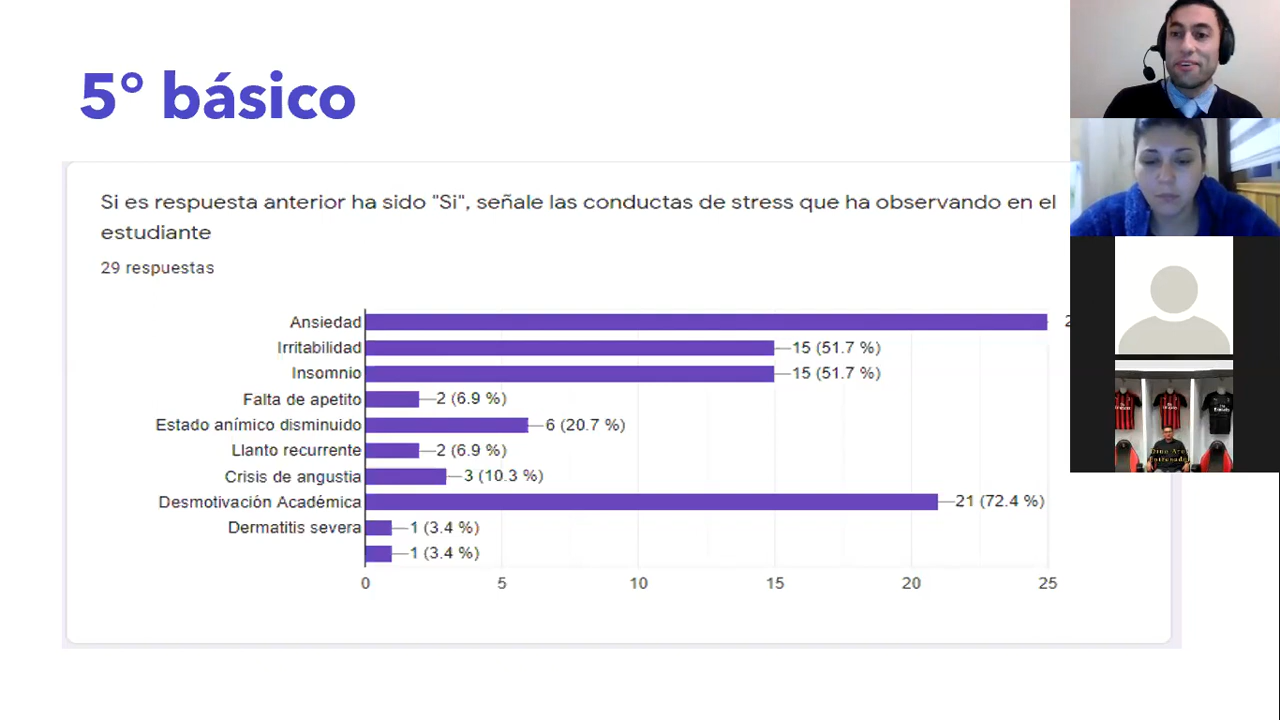 5° básico
Si es respuesta anterior ha sido "Si", señale las conductas de stress que ha observando en el
estudiante
29 respuestas
Ansiedad
Irritabilidad 15 (51.7 %)
Insomnio 15 (51.7 %)
Falta de apetito 2 (6.9 %)
Estado anímico disminuido 6 (20.7 %)
Llanto recurrente 2 (6.9 %)
Crisis de angustia 3 (10.3 %)
Desmotivación Académica 21 (72.4 %)
Dermatitis severa 1 (3.4 %)
1 (3.4 %)
0 5 10 15 20 25